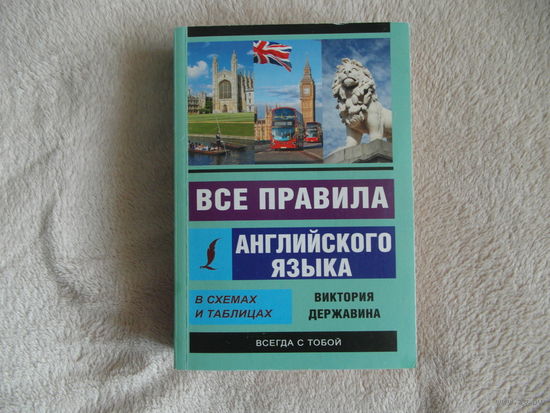 ВСЕ ПРАВИЛА
АНГЛИЙСКОГО
ЯЗЫКА
В СХЕМАХ
И ТАБЛИЦАХ
ВИКТОРИЯ
ДЕРЖАВИНА
ВСЕГДА С ТОБОЙ